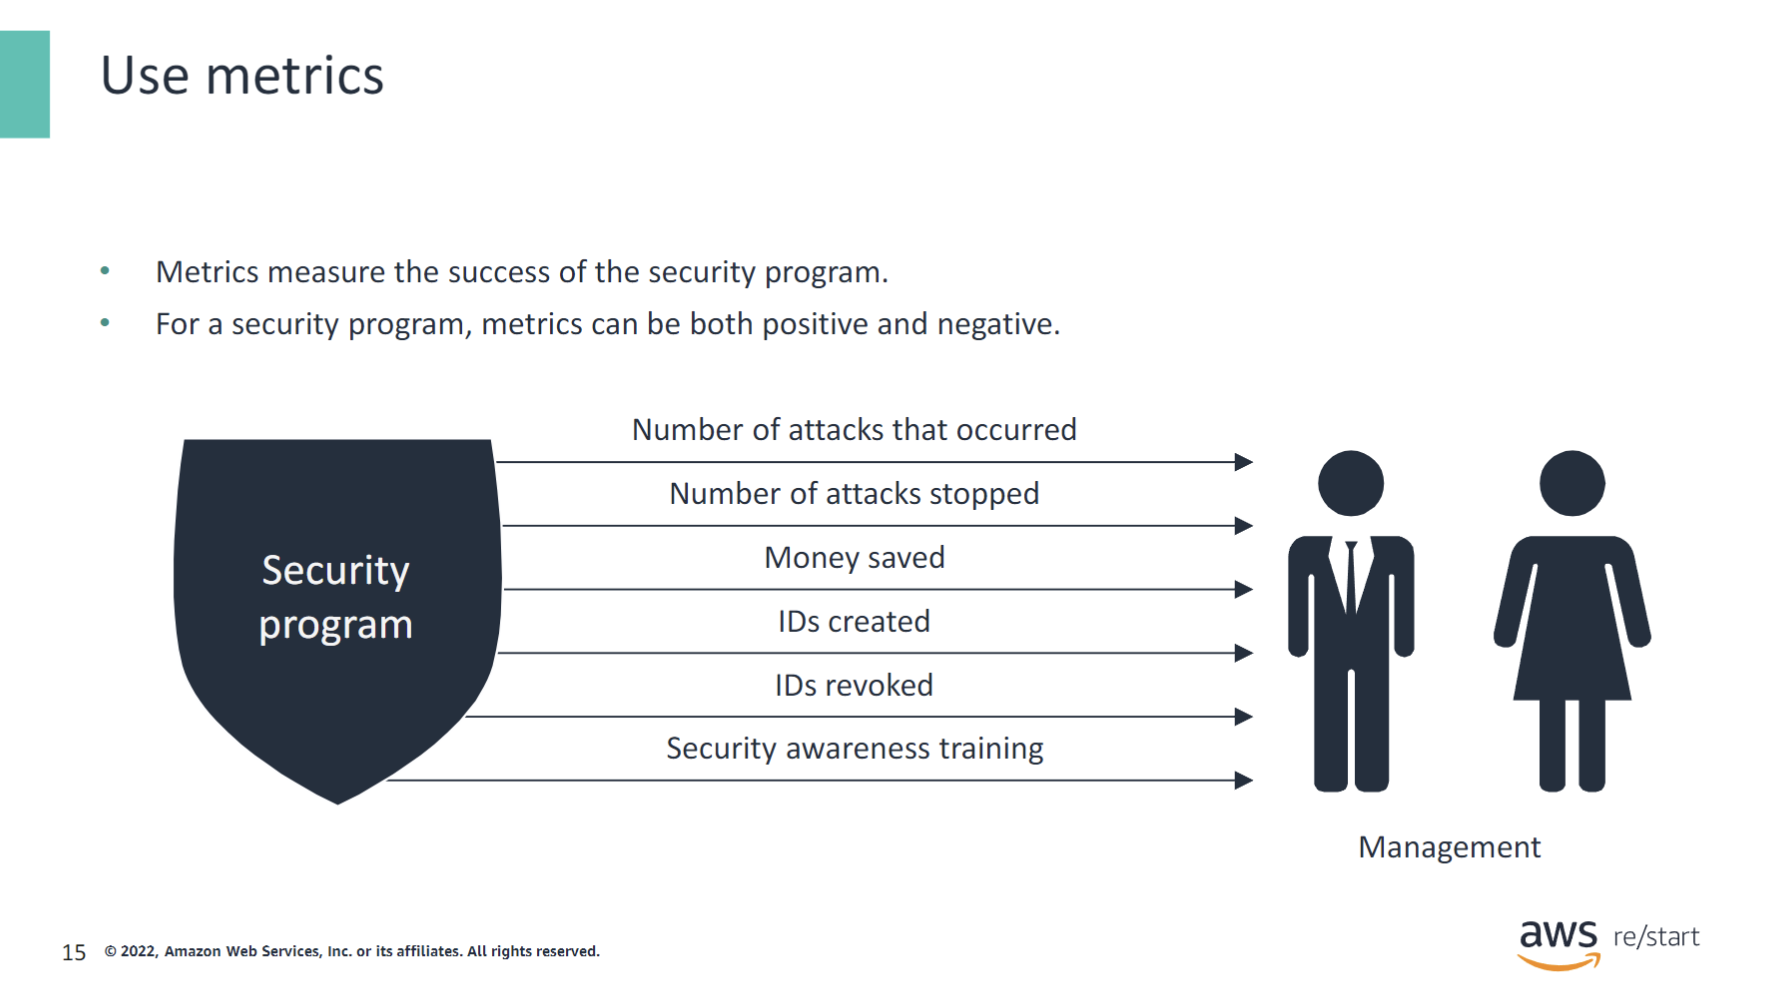 Use metrics
• Metrics measure the success of the security program.
• For a security program, metrics can be both positive and negative.
Security
program
Number of attacks that occurred
Number of attacks stopped
Money saved
IDs created
IDs revoked
Security awareness training
Management
15 © 2022, Amazon Web Services, Inc. or its affiliates. All rights reserved.
aws re/start